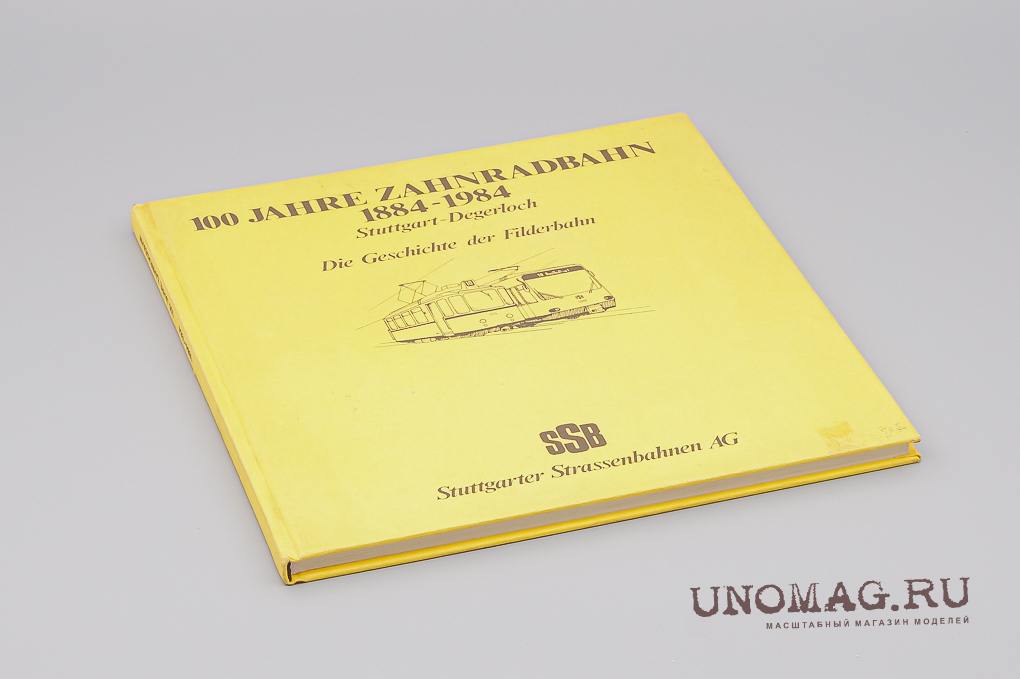 100 JAHRE ZAHNRADBAHN
1884-1984
Stuttgart-Degerloch
Die Geschichte der Filderbahn
SSB
Stuttgarter Strassenbahnen AG
UNOMAG.RU
МАСШТАБНЫЙ МАГАЗИН МОДЕЛЕЙ